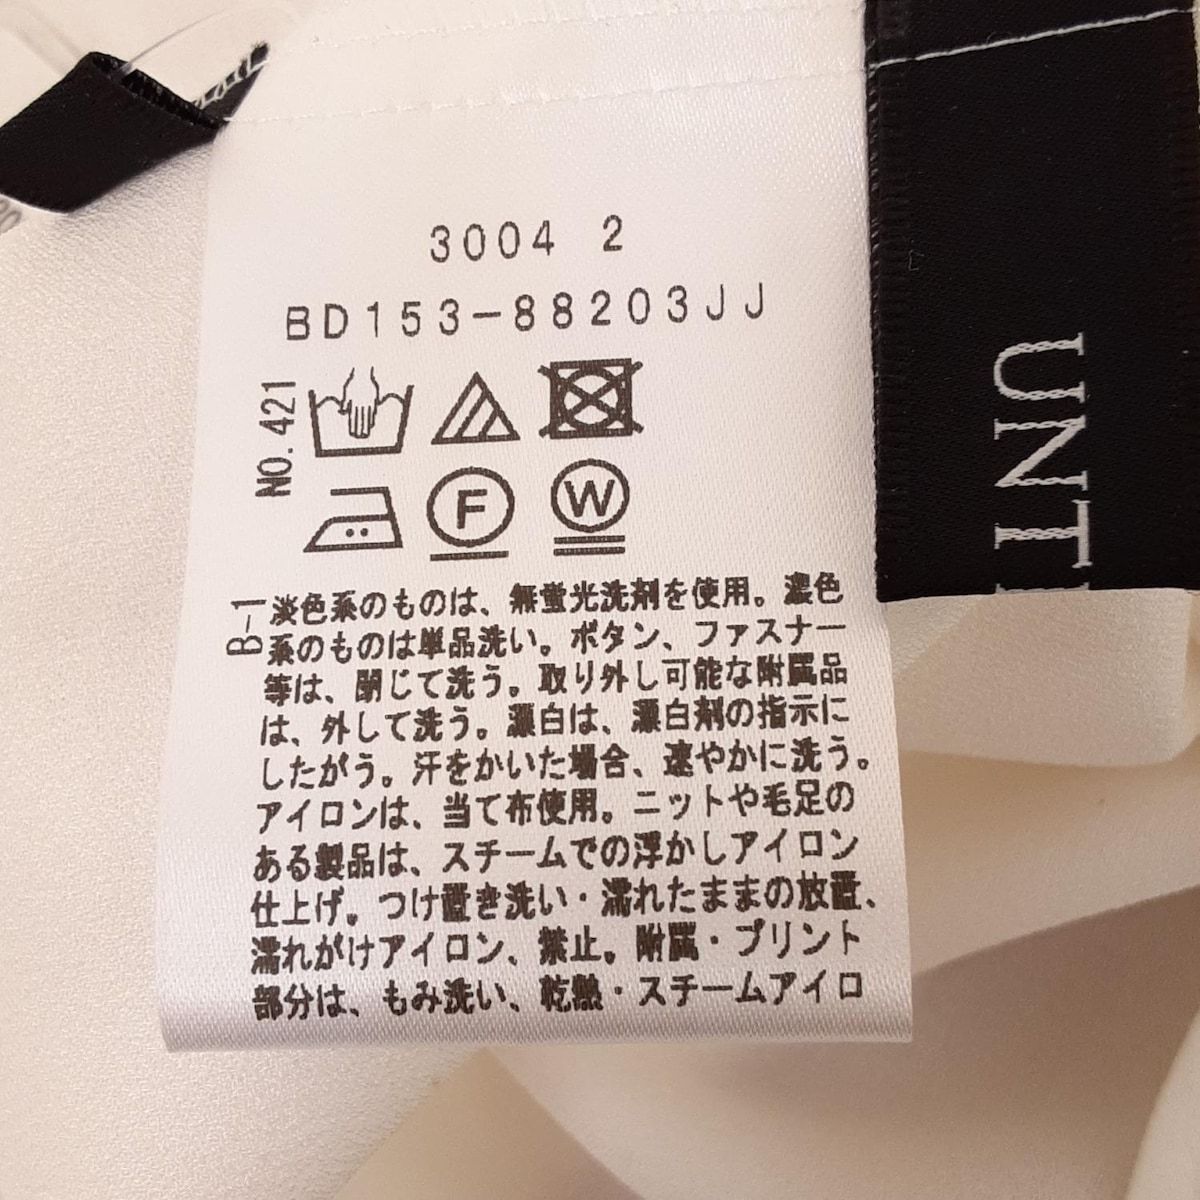 3004 2
BD153-88203JJ
NO.421
F
W
B-1
淡色系のものは、無蛍光洗剤を使用。濃色
系のものは単品洗い。ボタン、ファスナー
等は、閉じて洗う。取り外し可能な附属品
は、外して洗う。漂白は、漂白剤の指示に
したがう。汗をかいた場合、速やかに洗う。
アイロンは、当て布使用。ニットや毛足の
ある製品は、スチームでの浮かしアイロン
仕上げ。つけ置き洗い・濡れたままの放置、
濡れがけアイロン、禁止。附属・プリント
部分は、もみ洗い、乾熱・スチームアイロ
UNT